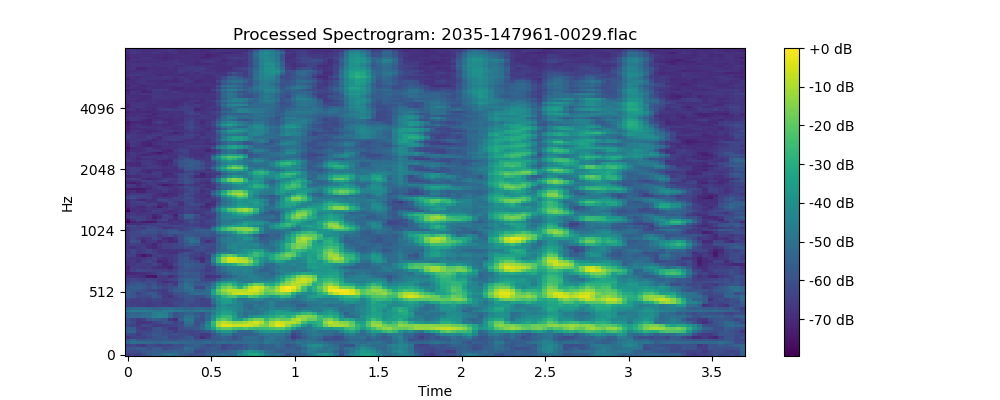 Processed Spectrogram: 2035-147961-0029.flac
+0 dB
4096
-10 dB
-20 dB
2048
-30 dB
Hz
-40 dB
1024
-50 dB
512
-60 dB
-70 dB
0
0 0.5 1 1.5 2 2.5 3 3.5
Time